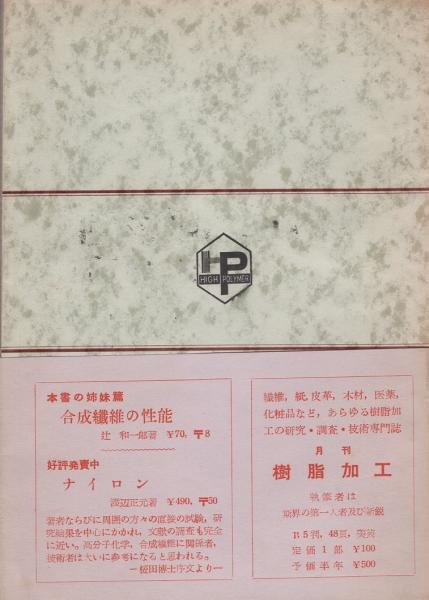 HP
HIGH POLYMER
本書の姉妹篇
合成繊維の性能
辻 和一郎著 ¥70, 〒8
好評発売中
ナイロン
渡辺正元著 ¥490, 〒50
著者ならびに周囲の方々の直接の試験,研
究結果を中心にかかれ,文献の調査も完全
に近い。高分子化学,合成繊維に関係者,
技術者は大いに参考になると思われる。
―桜田博士序文より―
繊維,紙,皮革,木材,医薬,
化粧品など,あらゆる樹脂加
工の研究・調査・技術専門誌
月刊
樹脂加工
執筆者は
斯界の第一人者及び新鋭
B5判,48頁,美装
定価1部 ¥100
予価半年 ¥500